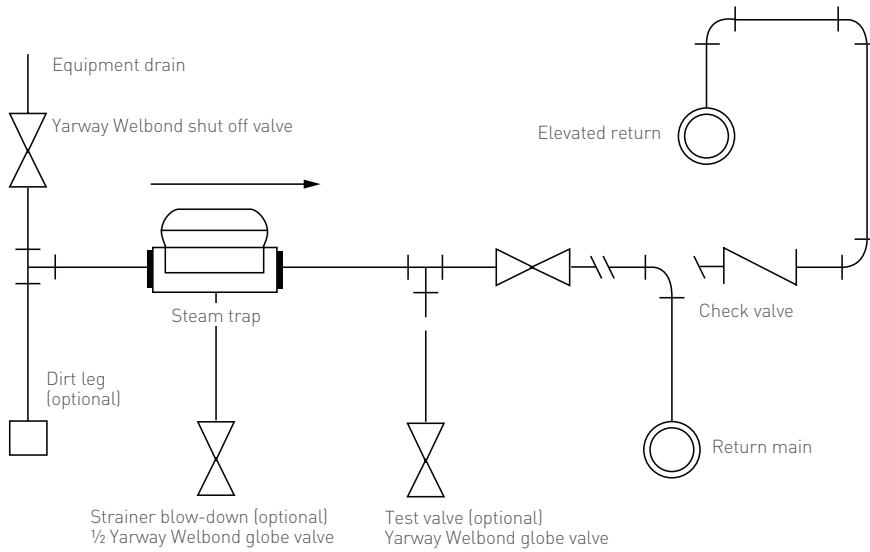 Equipment drain
Yarway Welbond shut off valve
Elevated return
Steam trap
Check valve
Dirt leg
(optional)
Return main
Strainer blow-down (optional)
½ Yarway Welbond globe valve
Test valve (optional)
Yarway Welbond globe valve